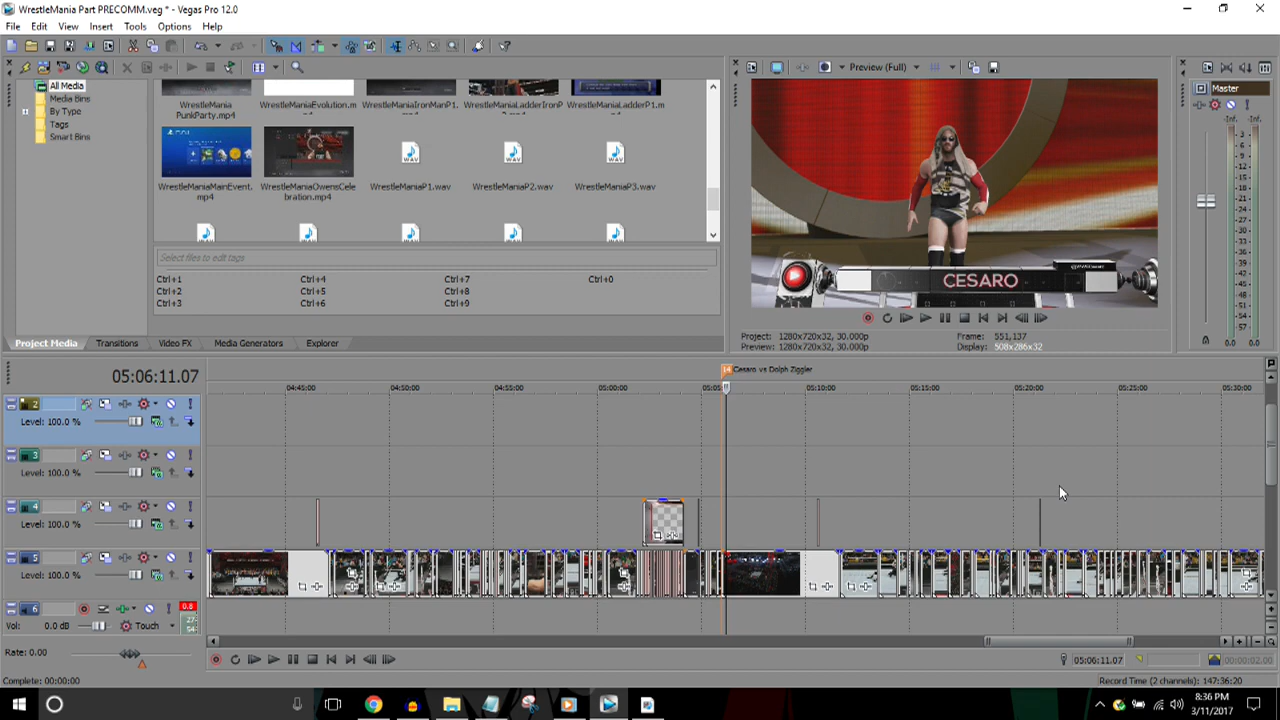 WrestleMania Part PRECOMM.veg * - Vegas Pro 12.0
File Edit View Insert Tools Options Help
Preview (Full)
All Media
Media Bins
By Type
Tags
Smart Bins
WrestleMania PunkParty.mp4
WrestleManiaEvolution.m
WrestleManiaIronManP1.
WrestleManiaLadderIronP
WrestleManiaLadderP1.m
WAV WAV WAV
WrestleManiaMainEvent.mp4
WrestleManiaOwensCelebration.mp4
WrestleManiaP1.wav
WrestleManiaP2.wav
WrestleManiaP3.wav
Select files to edit tags
Ctrl+1 Ctrl+4 Ctrl+7 Ctrl+0
Ctrl+2 Ctrl+5 Ctrl+8
Ctrl+3 Ctrl+6 Ctrl+9
Project Media Transitions Video FX Media Generators Explorer
CESARO
Project: 1280x720x32, 30.000p
Preview: 1280x720x32, 30.000p
Frame: 551,137
Display: 508x286x32
Master
-Inf. -Inf.
3
6
9
12
15
18
21
24
27
30
33
36
39
42
45
48
51
54
57
0.0 0.0
05:06:11.07
14 Cesaro vs Dolph Ziggler
04:45:00 04:50:00 04:55:00 05:00:00 05:05 05:10:00 05:15:00 05:20:00 05:25:00 05:30:00
2
Level: 100.0 %
3
Level: 100.0 %
4
Level: 100.0 %
5
Level: 100.0 %
6
0.8
Vol: 0.0 dB Touch
27
54
Rate: 0.00
05:06:11.07
00:00:02.00
Complete: 00:00:00
Record Time (2 channels): 147:36:20
8:36 PM
3/11/2017